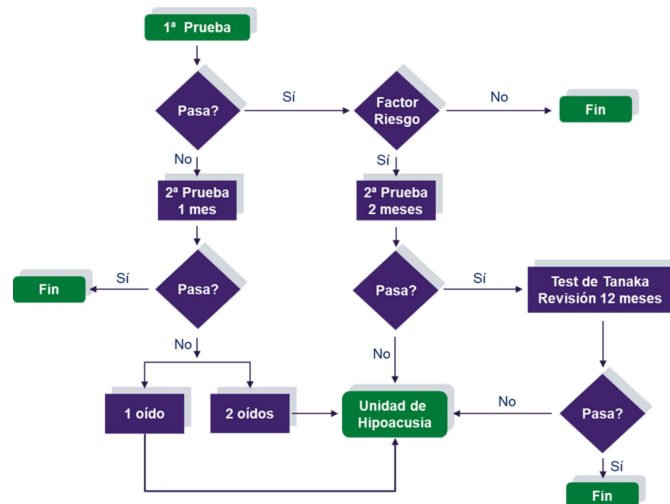 1ª Prueba
Pasa?
Sí
Factor
Riesgo
No
Fin
No
Sí
2ª Prueba
1 mes
2ª Prueba
2 meses
Fin
Sí
Pasa?
Pasa?
Sí
Test de Tanaka
Revisión 12 meses
No
No
1 oído
2 oídos
Unidad de
Hipoacusia
No
Pasa?
Sí
Fin